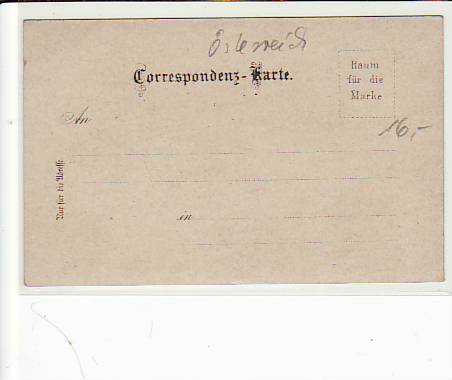 Österreich
Correspondenz-Karte.
Raum
für die
Marke
16,-
An
in
Nur für die Adresse